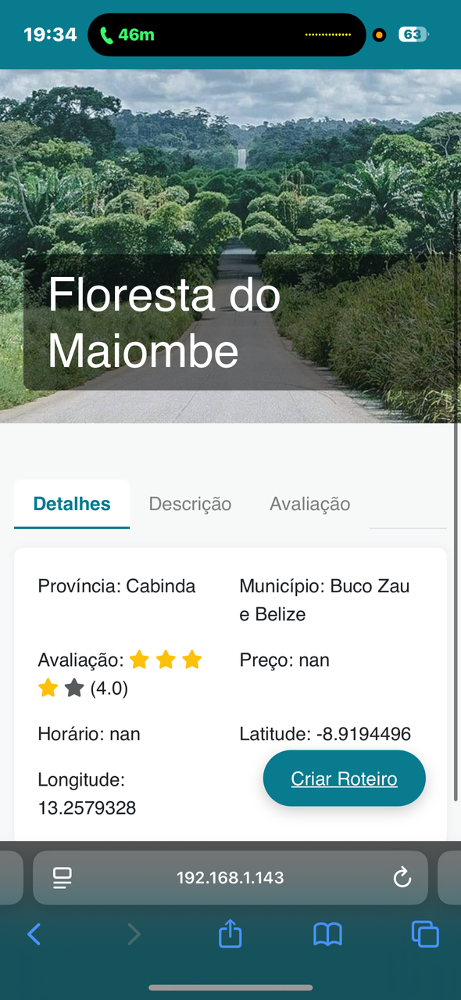 19:34
46m
63
Floresta do
Maiombe
Detalhes
Descrição
Avaliação
Província: Cabinda
Município: Buco Zau
e Belize
Avaliação:
(4.0)
Preço: nan
Horário: nan
Latitude: -8.9194496
Longitude:
13.2579328
Criar Roteiro
192.168.1.143